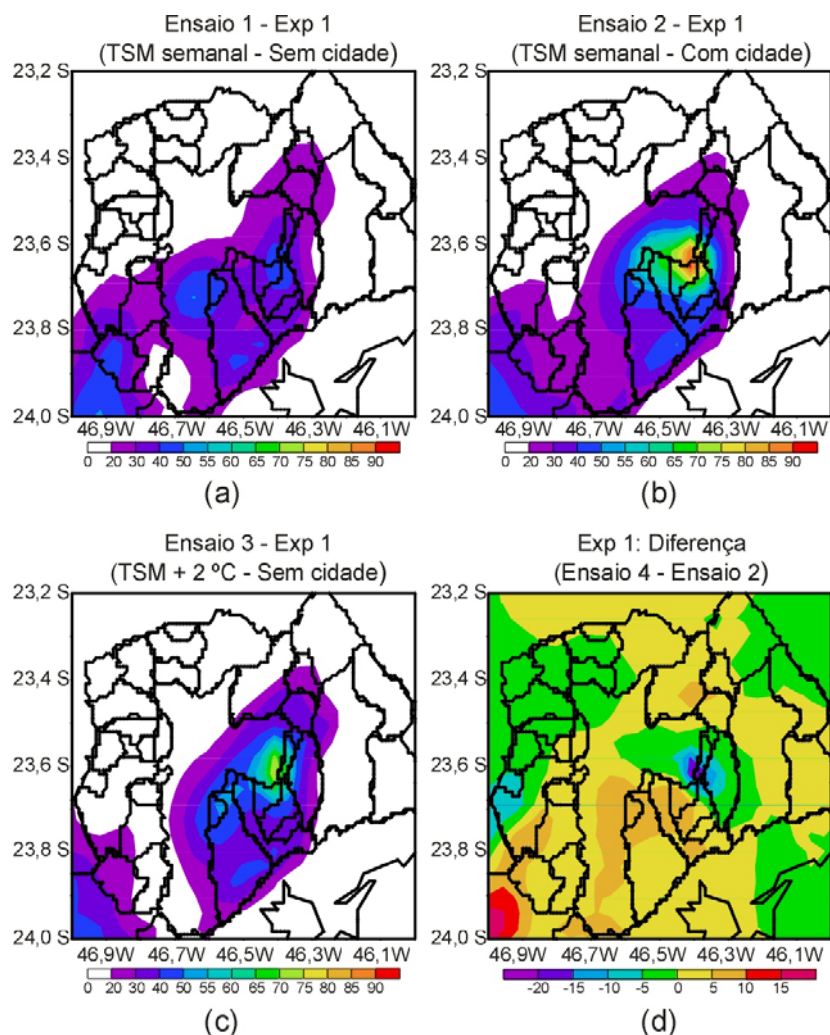 Ensaio 1 - Exp 1
(TSM semanal - Sem cidade)
23,2 S
23,4 S
23,6 S
23,8 S
24,0 S
46,9W 46,7W 46,5W 46,3W 46,1W
0 20 30 40 55 60 65 70 75 80 85 90
(a)
Ensaio 2 - Exp 1
(TSM semanal - Com cidade)
23,2 S
23,4 S
23,6 S
23,8 S
24,0 S
46,9W 46,7W 46,5W 46,3W 46,1W
0 20 30 40 55 60 65 70 75 80 85 90
(b)
Ensaio 3 - Exp 1
(TSM + 2 ºC - Sem cidade)
23,2 S
23,4 S
23,6 S
23,8 S
24,0 S
46,9W 46,7W 46,5W 46,3W 46,1W
0 20 30 40 55 60 65 70 75 80 85 90
(c)
Exp 1: Diferença
(Ensaio 4 - Ensaio 2)
23,2 S
23,4 S
23,6 S
23,8 S
24,0 S
46,9W 46,7W 46,5W 46,3W 46,1W
-20 -15 -10 -5 0 5 10 15
(d)